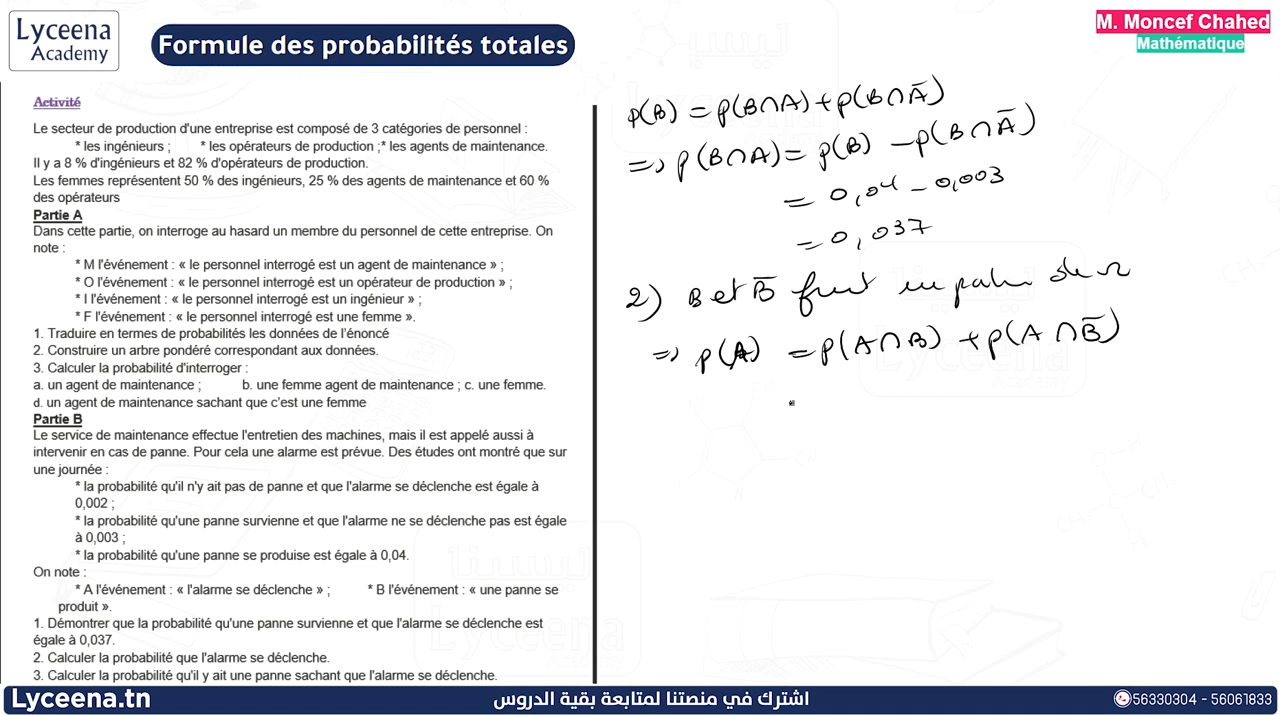 Lyceena
Academy
Formule des probabilités totales
M. Moncef Chahed
Mathématique
Activité
Le secteur de production d'une entreprise est composé de 3 catégories de personnel :
* les ingénieurs ; * les opérateurs de production ;* les agents de maintenance.
Il y a 8 % d'ingénieurs et 82 % d'opérateurs de production.
Les femmes représentent 50 % des ingénieurs, 25 % des agents de maintenance et 60 %
des opérateurs
Partie A
Dans cette partie, on interroge au hasard un membre du personnel de cette entreprise. On
note :
* M l'événement : « le personnel interrogé est un agent de maintenance » ;
* O l'événement : « le personnel interrogé est un opérateur de production » ;
* I l'événement : « le personnel interrogé est un ingénieur » ;
* F l'événement : « le personnel interrogé est une femme ».
1. Traduire en termes de probabilités les données de l'énoncé
2. Construire un arbre pondéré correspondant aux données.
3. Calculer la probabilité d'interroger :
a. un agent de maintenance ; b. une femme agent de maintenance ; c. une femme.
d. un agent de maintenance sachant que c'est une femme
Partie B
Le service de maintenance effectue l'entretien des machines, mais il est appelé aussi à
intervenir en cas de panne. Pour cela une alarme est prévue. Des études ont montré que sur
une journée :
* la probabilité qu'il n'y ait pas de panne et que l'alarme se déclenche est égale à
0,002 ;
* la probabilité qu'une panne survienne et que l'alarme ne se déclenche pas est égale
à 0,003 ;
* la probabilité qu'une panne se produise est égale à 0,04.
On note :
* A l'événement : « l'alarme se déclenche » ; * B l'événement : « une panne se
produit ».
1. Démontrer que la probabilité qu'une panne survienne et que l'alarme se déclenche est
égale à 0,037.
2. Calculer la probabilité que l'alarme se déclenche.
3. Calculer la probabilité qu'il y ait une panne sachant que l'alarme se déclenche.
p(B) = p(B∩A) + p(B∩A̅)
=> p(B∩A) = p(B) − p(B∩A̅)
= 0,04 − 0,003
= 0,037
2) B et B̅ de Ω
=> p(A) = p(A∩B) + p(A∩B̅)
Lyceena.tn
اشترك في منصتنا لمتابعة بقية الدروس
56330304 - 56061833